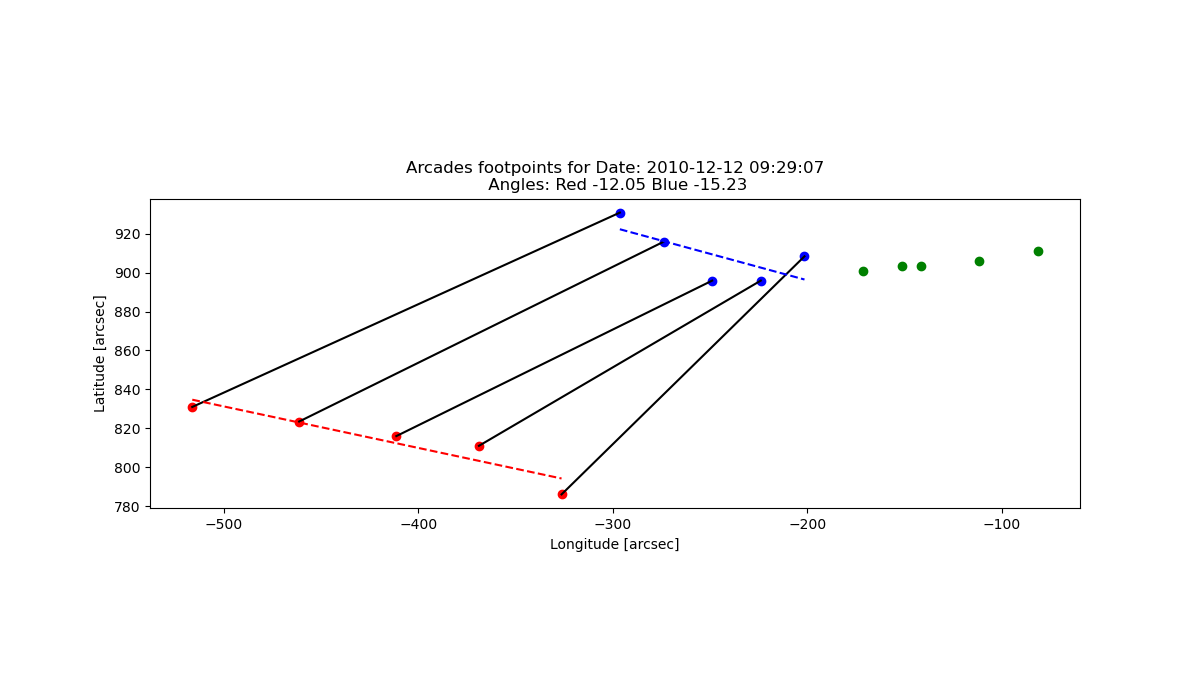 Arcades footpoints for Date: 2010-12-12 09:29:07
Angles: Red -12.05 Blue -15.23
Latitude [arcsec]
920
900
880
860
840
820
800
780
−500 −400 −300 −200 −100
Longitude [arcsec]